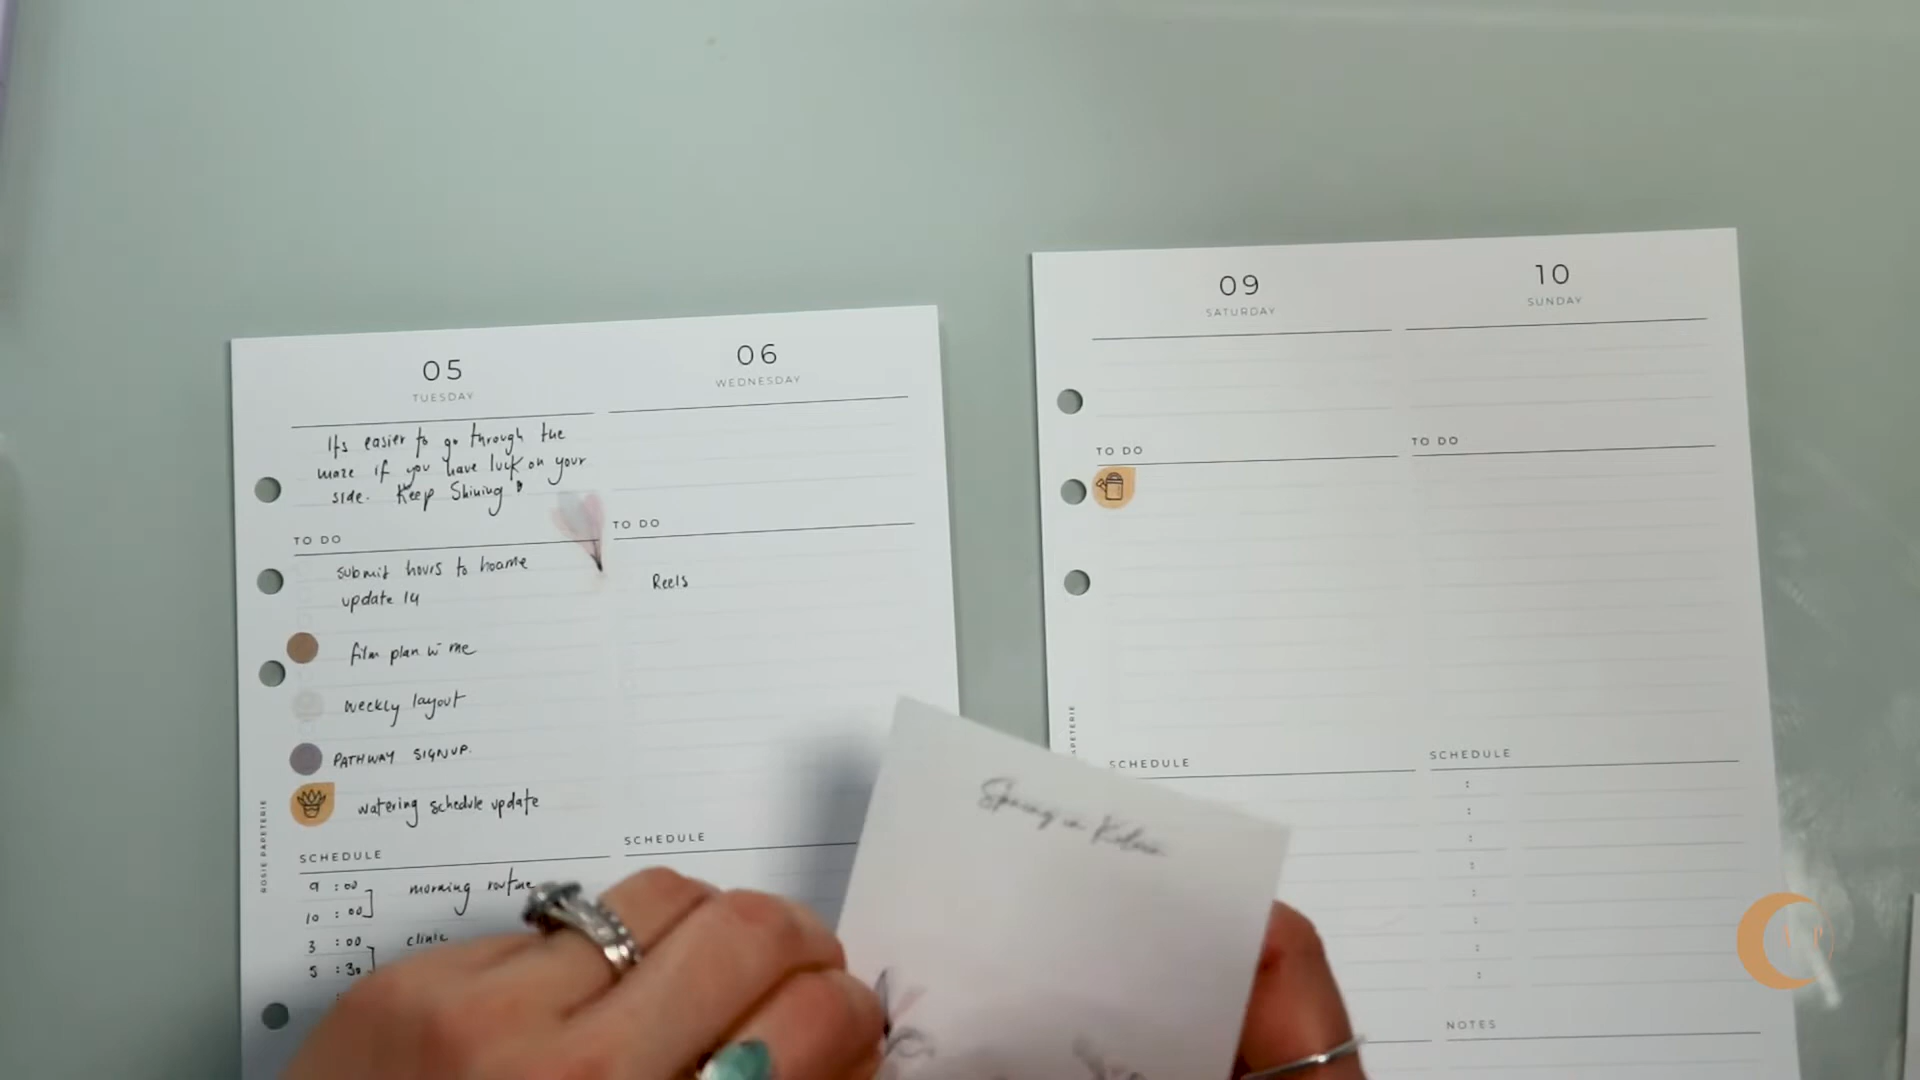 05
TUESDAY
Its easier to go through the
maze if you have luck on your
side. Keep Shining
TO DO
submit hours to hoame
update 14
film plan w me
weekly layout
PATHWAY SIGNUP.
watering schedule update
SCHEDULE
9 :00
morning routine
10 :00
3 :00
clinic
5 :30
ROSIE PAPETERIE
06
WEDNESDAY
TO DO
Reels
SCHEDULE
Spring in
09
SATURDAY
TO DO
SCHEDULE
10
SUNDAY
TO DO
SCHEDULE
NOTES